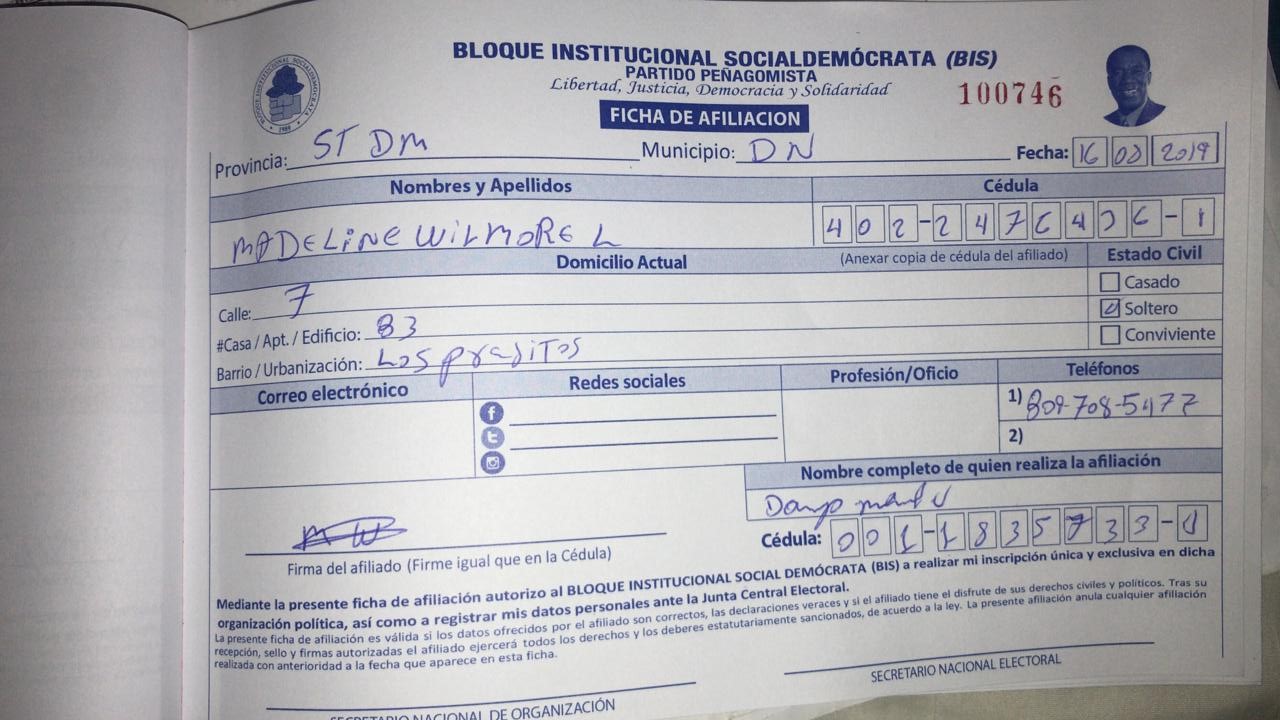 BLOQUE INSTITUCIONAL SOCIALDEMÓCRATA (BIS)
PARTIDO PEÑAGOMISTA
Libertad, Justicia, Democracia y Solidaridad
100746
FICHA DE AFILIACION
Provincia: ST DM Municipio: DN Fecha: 16 08 2019
Nombres y Apellidos Cédula
MADELINE WILMORE L 402-2476436-1
Domicilio Actual (Anexar copia de cédula del afiliado) Estado Civil
Calle: 7 Casado
#Casa / Apt. / Edificio: 83 Soltero
Barrio / Urbanización: Los praditos Conviviente
Correo electrónico Redes sociales Profesión/Oficio Teléfonos
1) 809-708-5477
2)
Nombre completo de quien realiza la afiliación
Cédula: 001-1835733-0
Firma del afiliado (Firme igual que en la Cédula)
Mediante la presente ficha de afiliación autorizo al BLOQUE INSTITUCIONAL SOCIAL DEMÓCRATA (BIS) a realizar mi inscripción única y exclusiva en dicha
organización política, así como a registrar mis datos personales ante la Junta Central Electoral.
La presente ficha de afiliación es válida si los datos ofrecidos por el afiliado son correctos, las declaraciones veraces y si el afiliado tiene el disfrute de sus derechos civiles y políticos. Tras su
recepción, sello y firmas autorizadas el afiliado ejercerá todos los derechos y los deberes estatutariamente sancionados, de acuerdo a la ley. La presente afiliación anula cualquier afiliación
realizada con anterioridad a la fecha que aparece en esta ficha.
SECRETARIO NACIONAL DE ORGANIZACIÓN SECRETARIO NACIONAL ELECTORAL